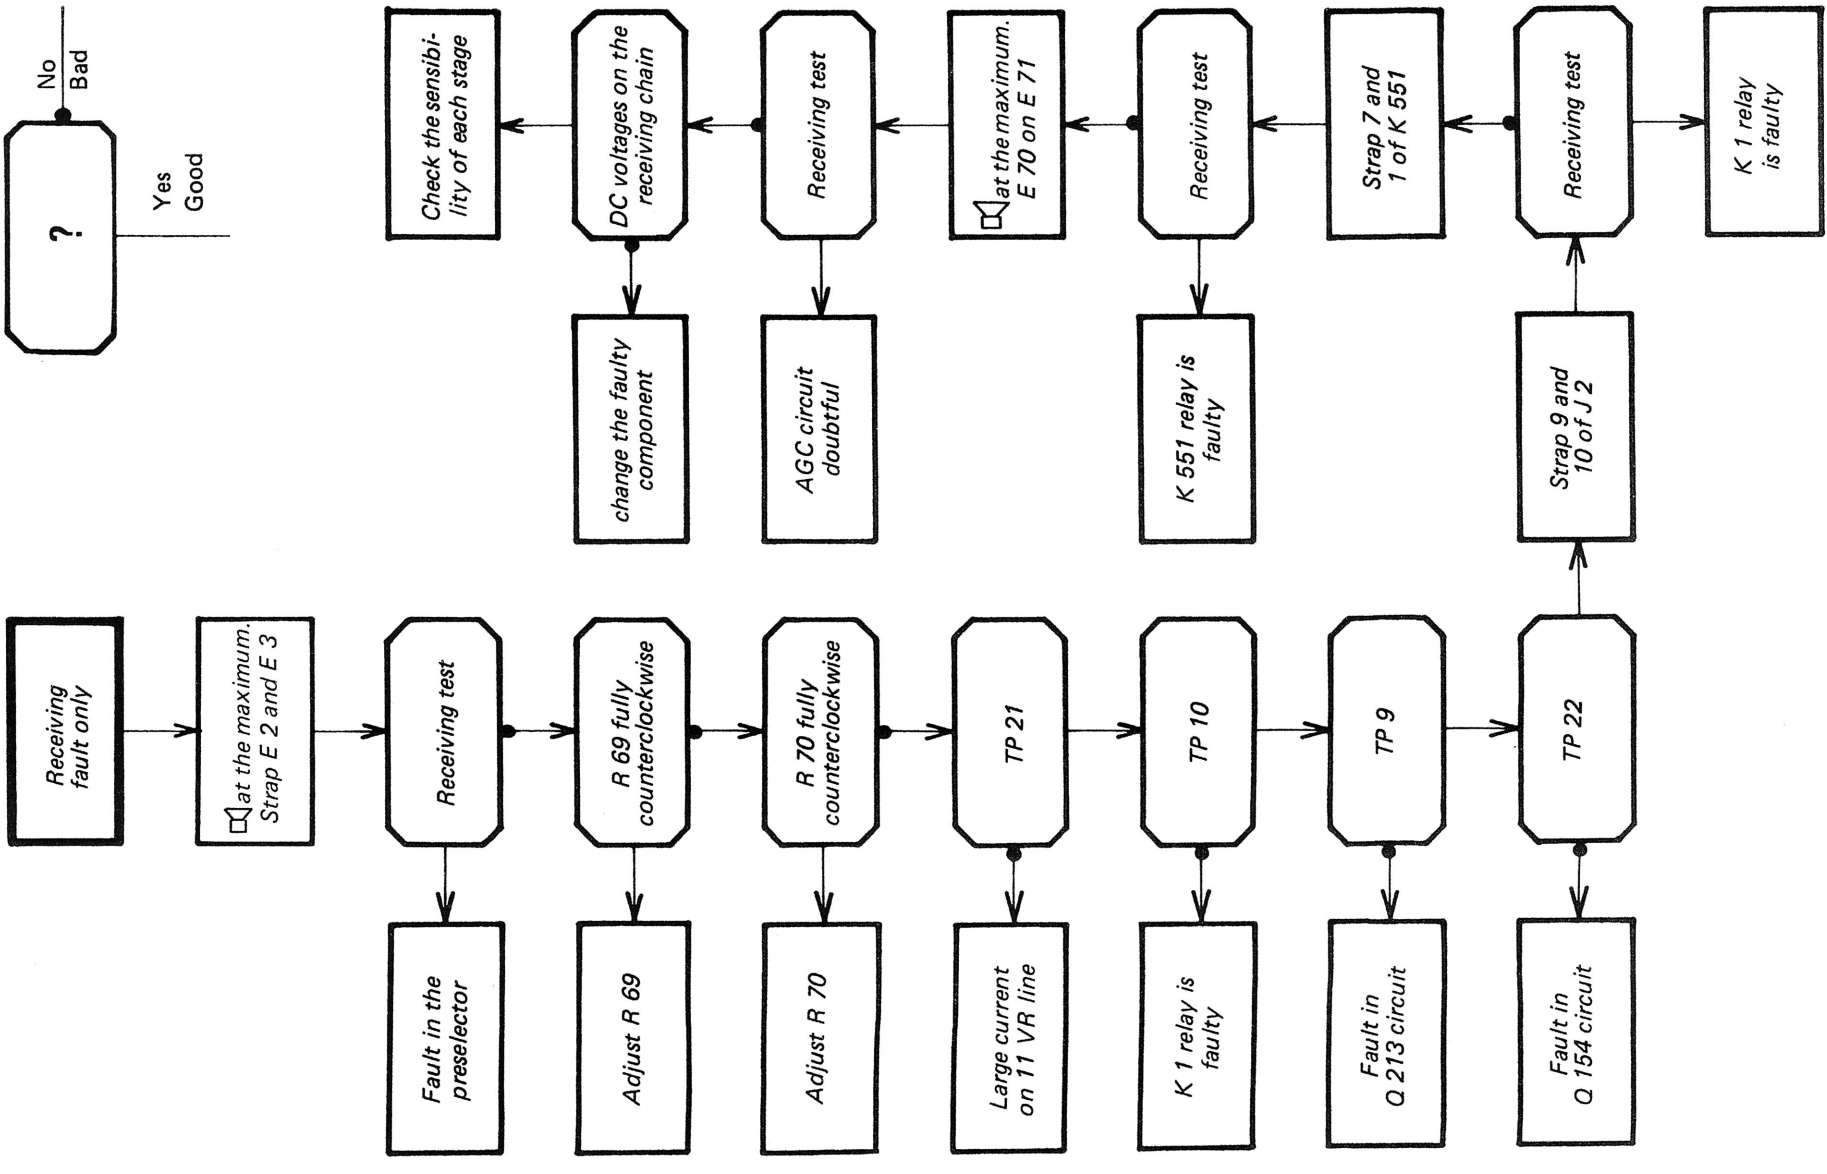 ?
No
Bad
Yes
Good
Receiving
fault only
at the maximum.
Strap E 2 and E 3
Receiving test
Fault in the
preselector
R 69 fully
counterclockwise
Adjust R 69
R 70 fully
counterclockwise
Adjust R 70
TP 21
Large current
on 11 VR line
TP 10
K 1 relay is
faulty
TP 9
Fault in
Q 213 circuit
TP 22
Fault in
Q 154 circuit
Strap 9 and
10 of J 2
Receiving test
K 1 relay
is faulty
Strap 7 and
1 of K 551
Receiving test
K 551 relay is
faulty
at the maximum.
E 70 on E 71
Receiving test
AGC circuit
doubtful
DC voltages on the
receiving chain
change the faulty
component
Check the sensibi-
lity of each stage